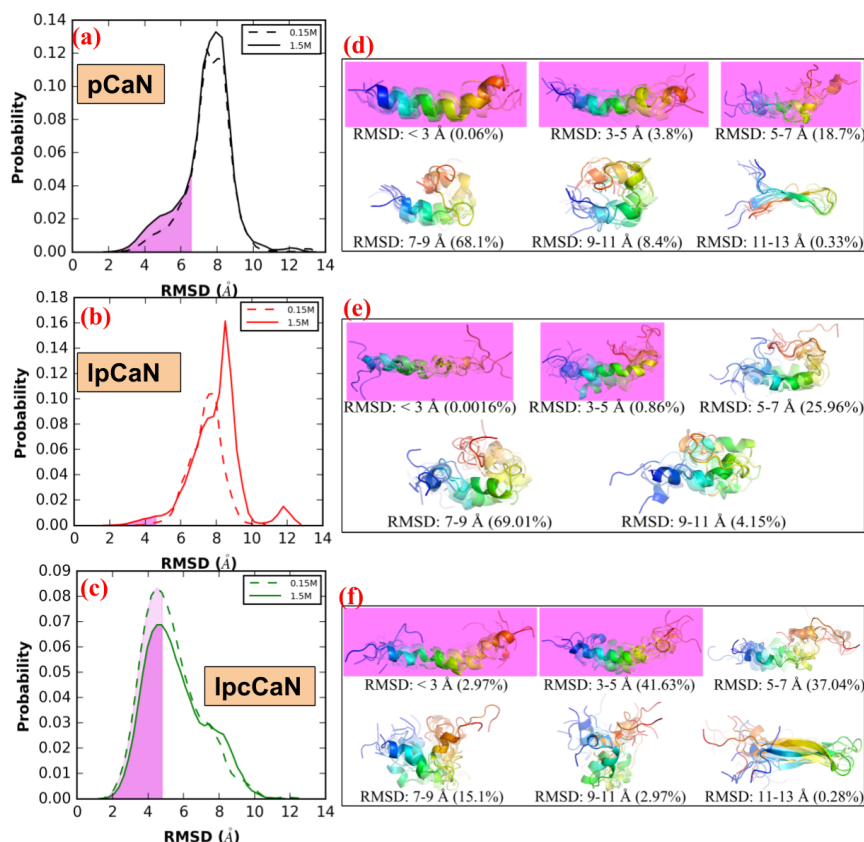 (a)
pCaN
0.14
0.12
0.10
0.08
0.06
0.04
0.02
0.00
Probability
0.15M
1.5M
0 2 4 6 8 10 12 14
RMSD (Å)
(b)
lpCaN
0.18
0.16
0.14
0.12
0.10
0.08
0.06
0.04
0.02
0.00
Probability
0.15M
1.5M
0 2 4 6 8 10 12 14
RMSD (Å)
(c)
lpcCaN
0.09
0.08
0.07
0.06
0.05
0.04
0.03
0.02
0.01
0.00
Probability
0.15M
1.5M
0 2 4 6 8 10 12 14
RMSD (Å)
(d)
RMSD: < 3 Å (0.06%) RMSD: 3-5 Å (3.8%) RMSD: 5-7 Å (18.7%)
RMSD: 7-9 Å (68.1%) RMSD: 9-11 Å (8.4%) RMSD: 11-13 Å (0.33%)
(e)
RMSD: < 3 Å (0.0016%) RMSD: 3-5 Å (0.86%) RMSD: 5-7 Å (25.96%)
RMSD: 7-9 Å (69.01%) RMSD: 9-11 Å (4.15%)
(f)
RMSD: < 3 Å (2.97%) RMSD: 3-5 Å (41.63%) RMSD: 5-7 Å (37.04%)
RMSD: 7-9 Å (15.1%) RMSD: 9-11 Å (2.97%) RMSD: 11-13 Å (0.28%)